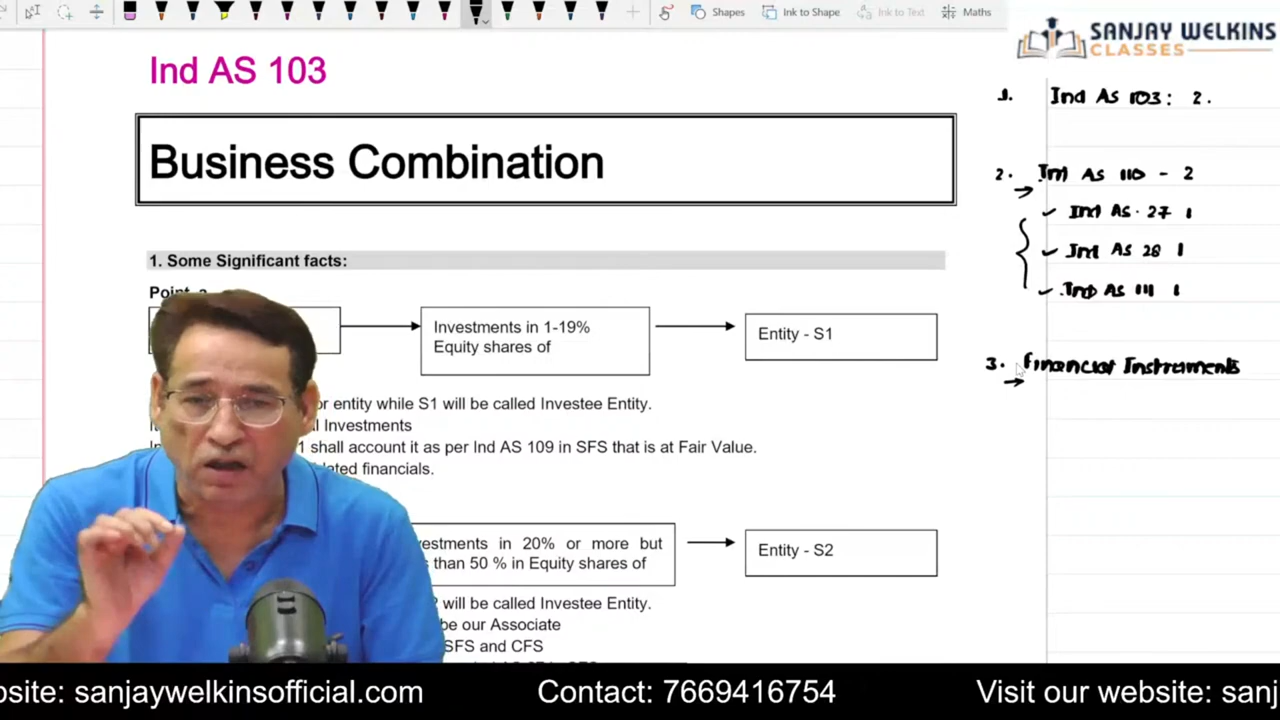 Shapes
Ink to Shape
Ink to Text
Maths
SANJAY WELKINS
CLASSES
Ind AS 103
Business Combination
1. Some Significant facts:
Point a
Investments in 1-19%
Equity shares of
Entity - S1
or entity while S1 will be called Investee Entity.
Investments
1 shall account it as per Ind AS 109 in SFS that is at Fair Value.
financials.
in 20% or more but
than 50 % in Equity shares of
Entity - S2
will be called Investee Entity.
be our Associate
SFS and CFS
1. Ind As 103: 2.
2. Ind As 110 - 2
Ind As 27 1
Ind As 28 1
Ind As 111 1
3. Financial Instruments
site: sanjaywelkinsofficial.com
Contact: 7669416754
Visit our website: sanj